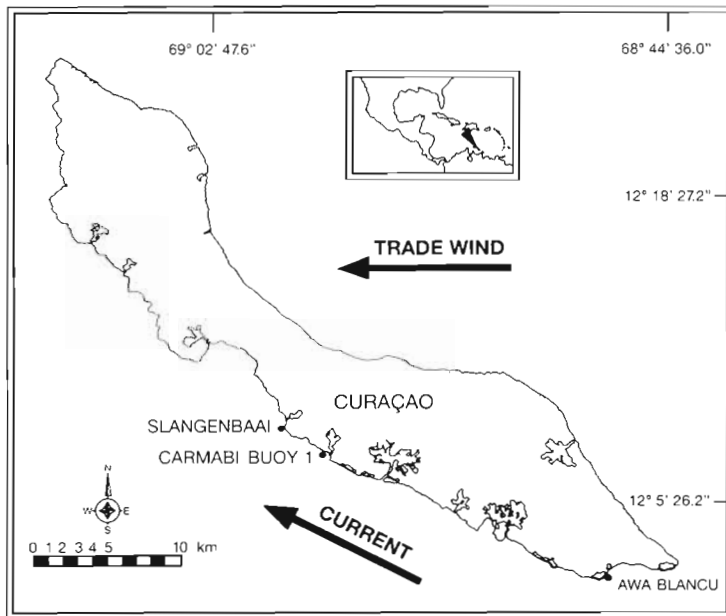 69° 02' 47.6"
68° 44' 36.0"
12° 18' 27.2"
TRADE WIND
CURAÇAO
SLANGENBAAI
CARMABI BUOY 1
12° 5' 26.2"
N
W E
S
CURRENT
0 1 2 3 4 5 10 km
AWA BLANCU